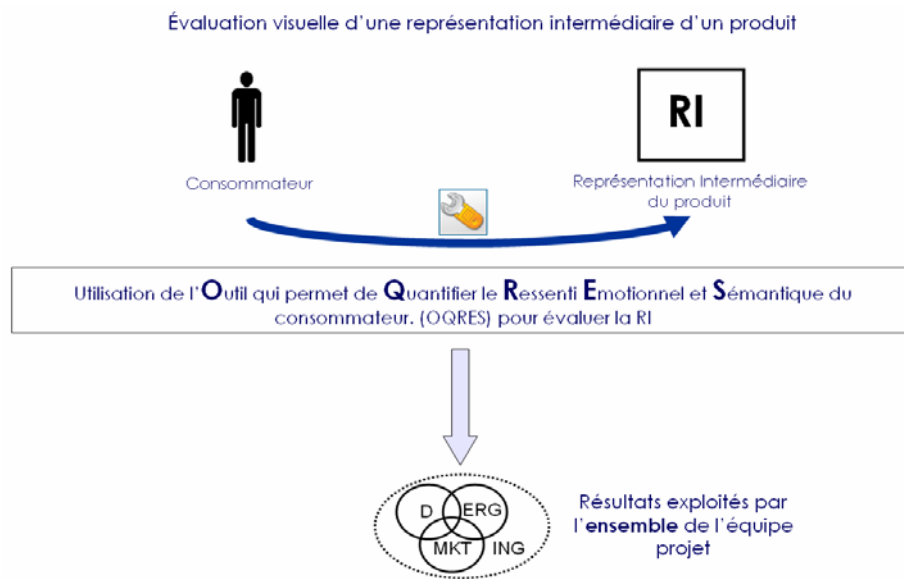 Évaluation visuelle d'une représentation intermédiaire d'un produit
RI
Consommateur
Représentation Intermédiaire
du produit
Utilisation de l'Outil qui permet de Quantifier le Ressenti Emotionnel et Sémantique du
consommateur. (OQRES) pour évaluer la RI
D ERG
MKT ING
Résultats exploités par
l'ensemble de l'équipe
projet